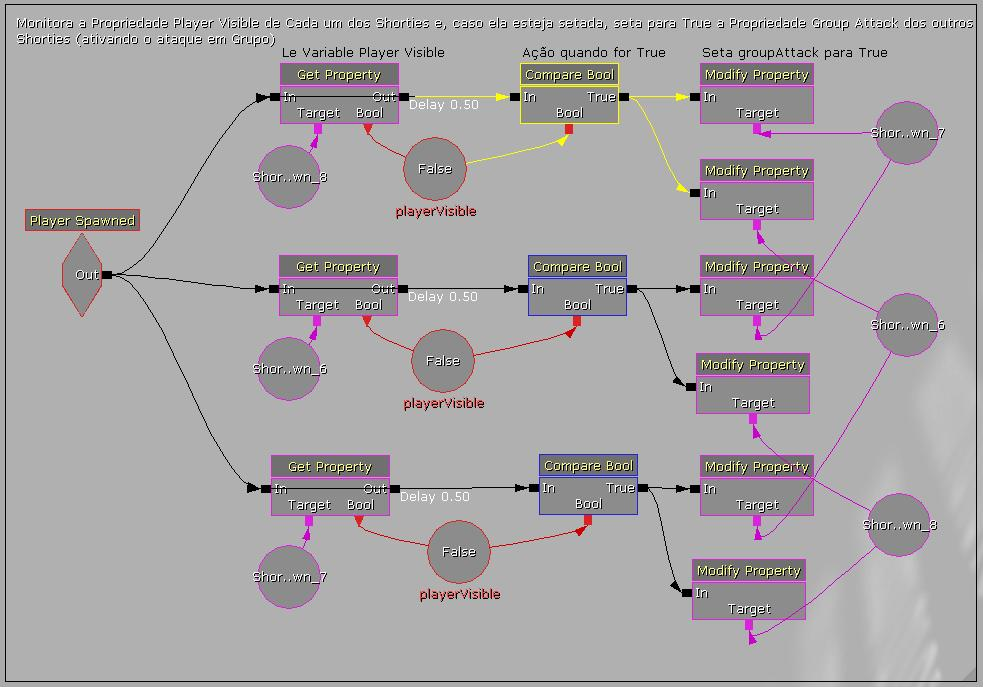 Monitora a Propriedade Player Visible de Cada um dos Shorties e, caso ela esteja setada, seta para True a Propriedade Group Attack dos outros
Shorties (ativando o ataque em Grupo)
Le Variable Player Visible
Ação quando for True
Seta groupAttack para True
Get Property
In Out
Target Bool
Delay 0.50
Compare Bool
In True
Bool
Modify Property
In
Target
Shor..wn_7
Shor..wn_8
False
playerVisible
Modify Property
In
Target
Player Spawned
Out
Get Property
In Out
Target Bool
Delay 0.50
Compare Bool
In True
Bool
Modify Property
In
Target
Shor..wn_6
Shor..wn_6
False
playerVisible
Modify Property
In
Target
Get Property
In Out
Target Bool
Delay 0.50
Compare Bool
In True
Bool
Modify Property
In
Target
Shor..wn_8
Shor..wn_7
False
playerVisible
Modify Property
In
Target